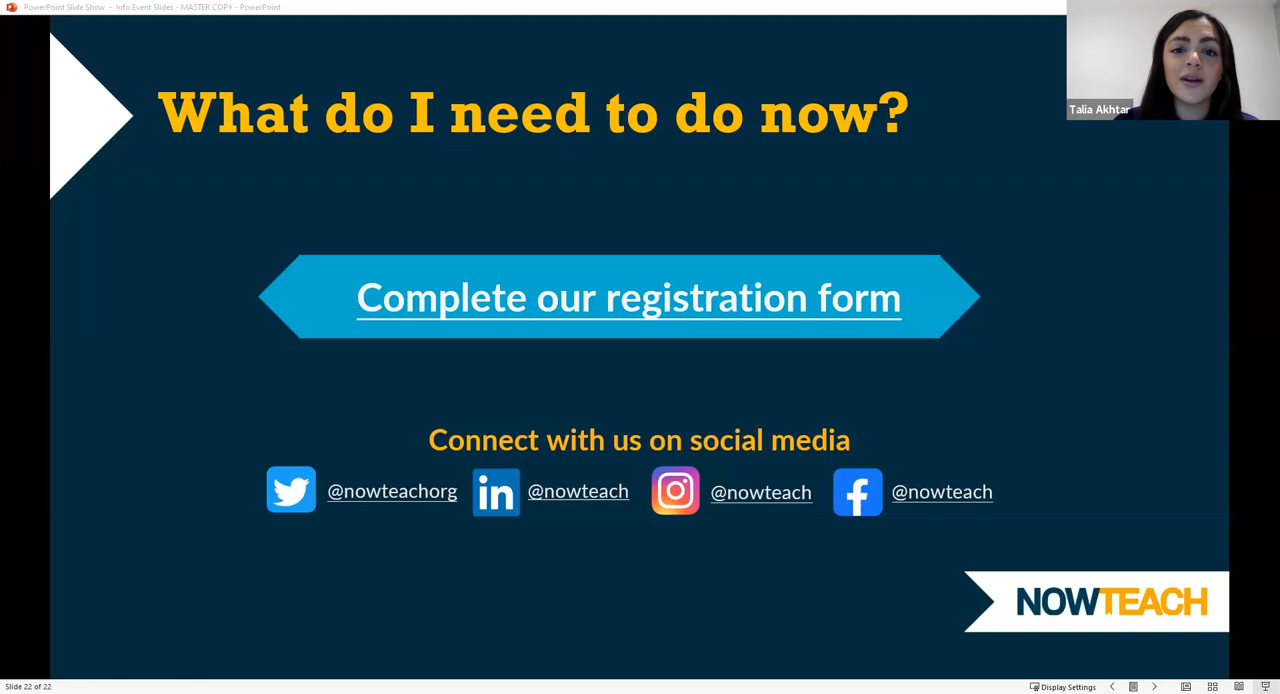 PowerPoint Slide Show - Info Event Slides - MASTER COPY - PowerPoint
Talia Akhtar
What do I need to do now?
Complete our registration form
Connect with us on social media
@nowteachorg in @nowteach @nowteach f @nowteach
NOWTEACH
Slide 22 of 22 Display Settings